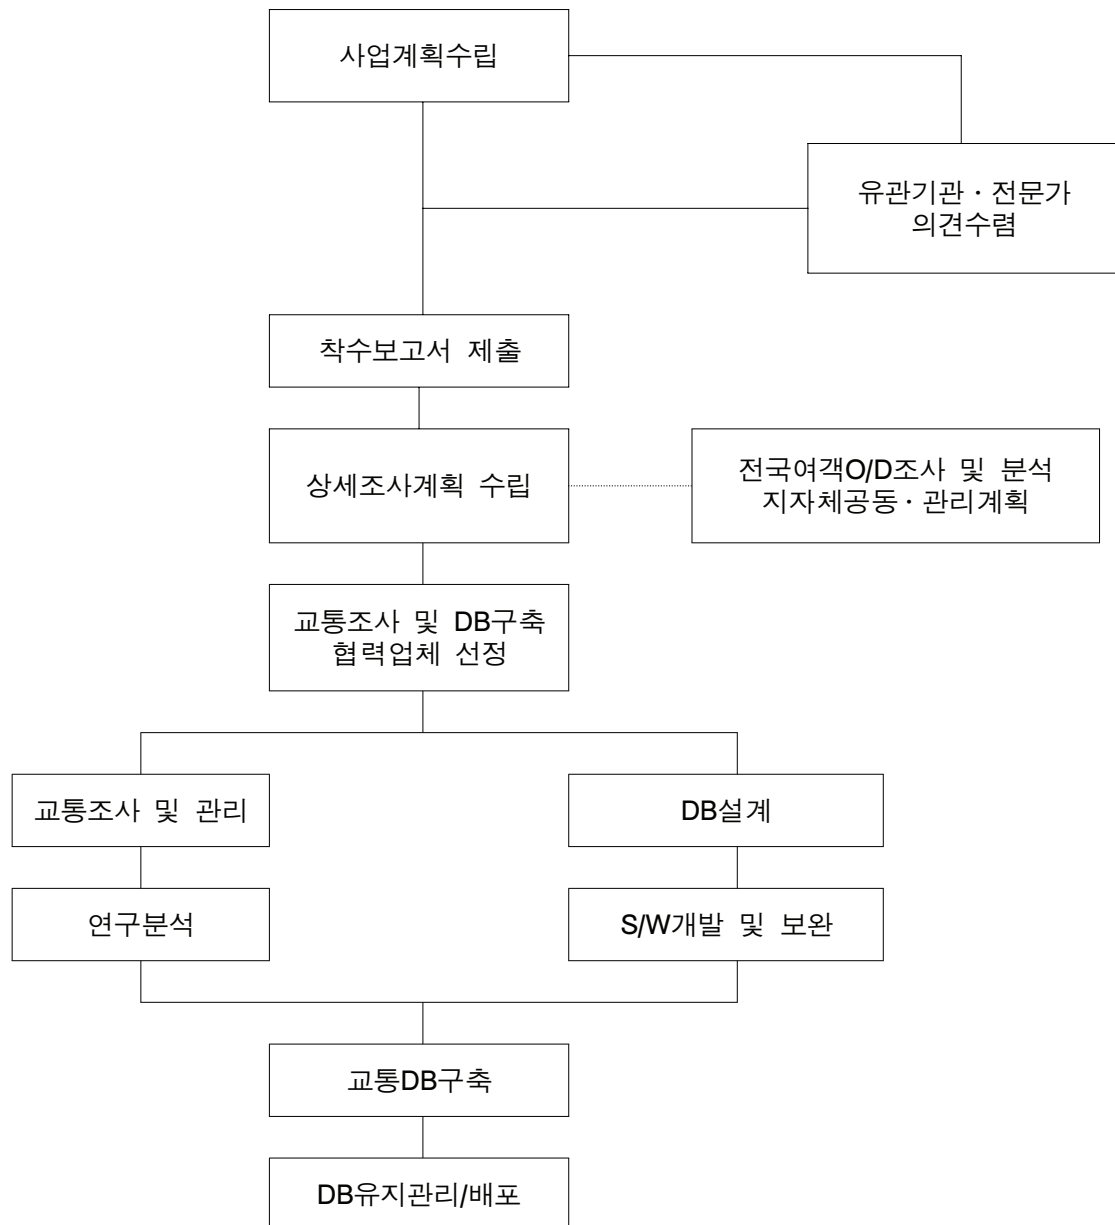 사업계획수립
유관기관·전문가
의견수렴
착수보고서 제출
상세조사계획 수립
전국여객O/D조사 및 분석
지자체공동·관리계획
교통조사 및 DB구축
협력업체 선정
교통조사 및 관리
DB설계
연구분석
S/W개발 및 보완
교통DB구축
DB유지관리/배포